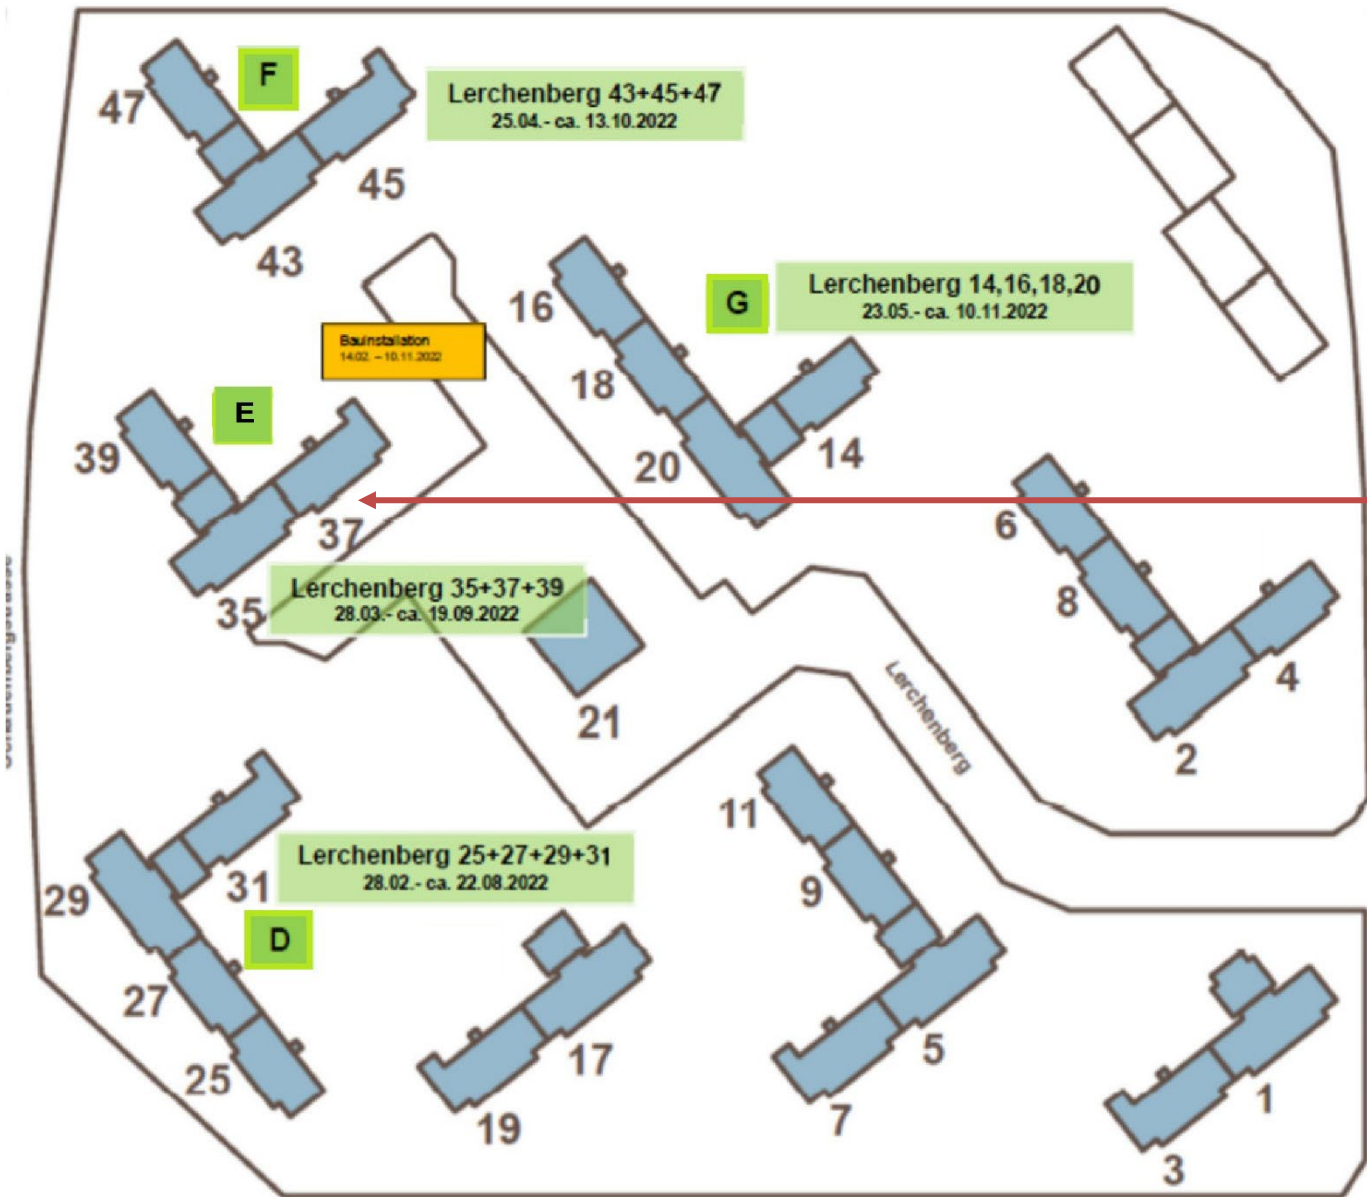 F
47
Lerchenberg 43+45+47
25.04.- ca. 13.10.2022
45
43
16
G
Lerchenberg 14,16,18,20
23.05.- ca. 10.11.2022
Bauinstallation
14.02. – 10.11.2022
18
E
39
20
14
37
6
Lerchenberg 35+37+39
28.03.- ca. 19.09.2022
35
8
21
4
Lerchenberg
2
11
Lerchenberg 25+27+29+31
28.02.- ca. 22.08.2022
31
29
9
D
27
25
17
5
19
7
1
3